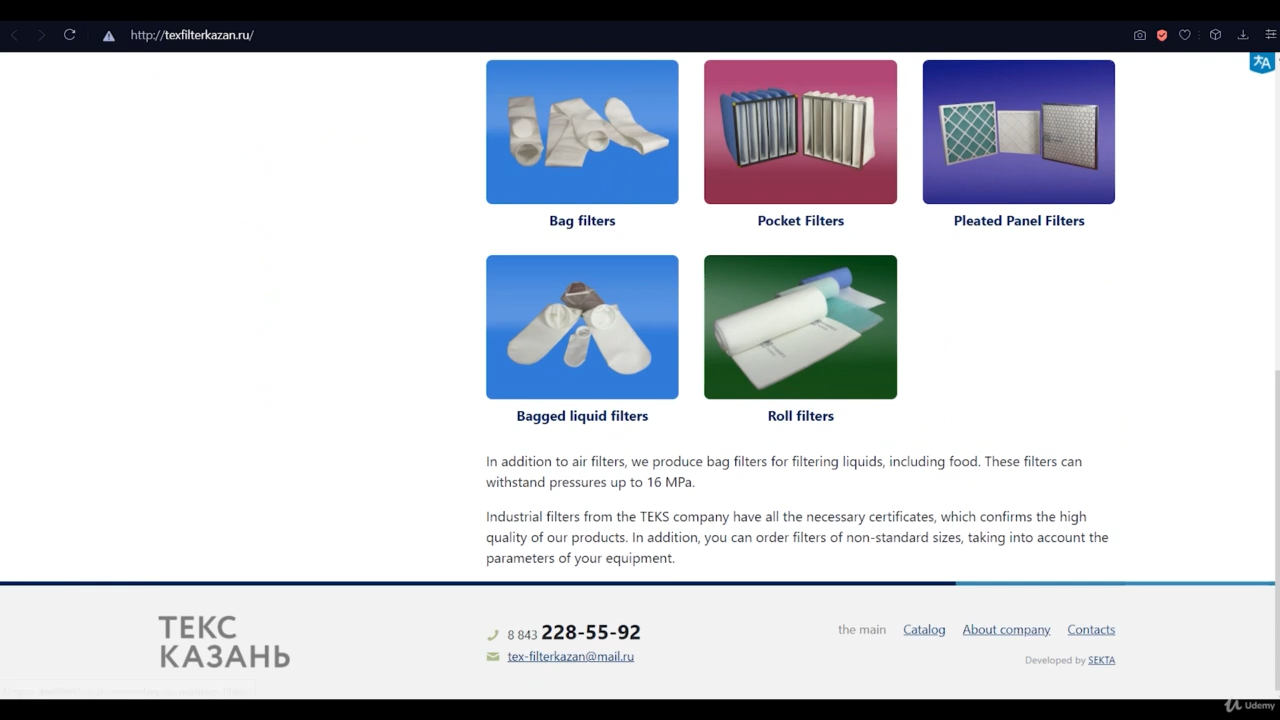 http://texfilterkazan.ru/
Bag filters
Pocket Filters
Pleated Panel Filters
Bagged liquid filters
Roll filters
In addition to air filters, we produce bag filters for filtering liquids, including food. These filters can
withstand pressures up to 16 MPa.
Industrial filters from the TEKS company have all the necessary certificates, which confirms the high
quality of our products. In addition, you can order filters of non-standard sizes, taking into account the
parameters of your equipment.
ТЕКС
КАЗАНЬ
8 843 228-55-92
tex-filterkazan@mail.ru
the main Catalog About company Contacts
Developed by SEKTA
Udemy